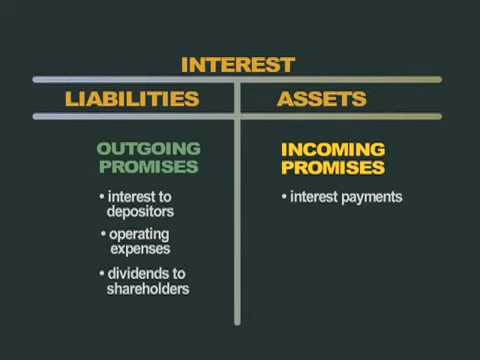 INTEREST
LIABILITIES ASSETS
OUTGOING
PROMISES
• interest to
depositors
• operating
expenses
• dividends to
shareholders
INCOMING
PROMISES
• interest payments